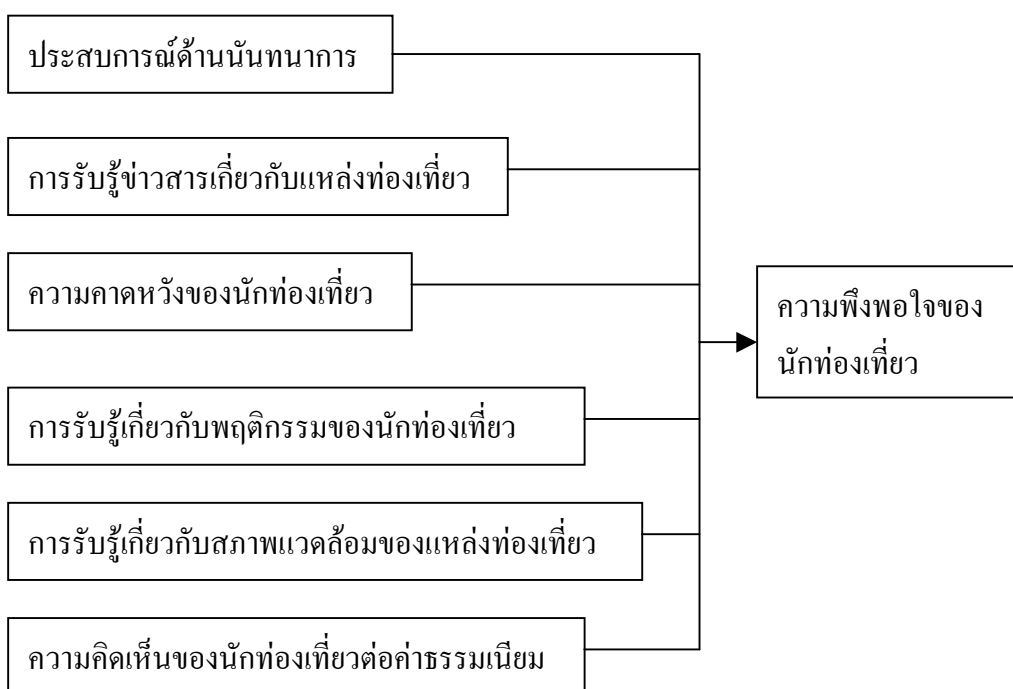 ประสบการณ์ด้านนันทนาการ
การรับรู้ข่าวสารเกี่ยวกับแหล่งท่องเที่ยว
ความคาดหวังของนักท่องเที่ยว
ความพึงพอใจของ
นักท่องเที่ยว
การรับรู้เกี่ยวกับพฤติกรรมของนักท่องเที่ยว
การรับรู้เกี่ยวกับสภาพแวดล้อมของแหล่งท่องเที่ยว
ความคิดเห็นของนักท่องเที่ยวต่อค่าธรรมเนียม